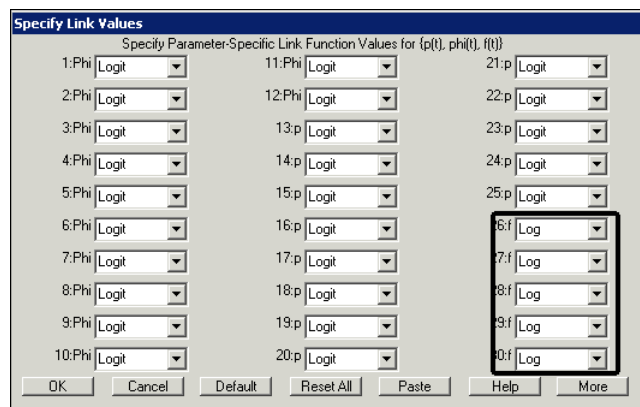 Specify Link Values
Specify Parameter-Specific Link Function Values for {p(t), phi(t), f(t)}
1:Phi Logit 11:Phi Logit 21:p Logit
2:Phi Logit 12:Phi Logit 22:p Logit
3:Phi Logit 13:p Logit 23:p Logit
4:Phi Logit 14:p Logit 24:p Logit
5:Phi Logit 15:p Logit 25:p Logit
6:Phi Logit 16:p Logit 26:f Log
7:Phi Logit 17:p Logit 27:f Log
8:Phi Logit 18:p Logit 28:f Log
9:Phi Logit 19:p Logit 29:f Log
10:Phi Logit 20:p Logit 30:f Log
OK Cancel Default Reset All Paste Help More